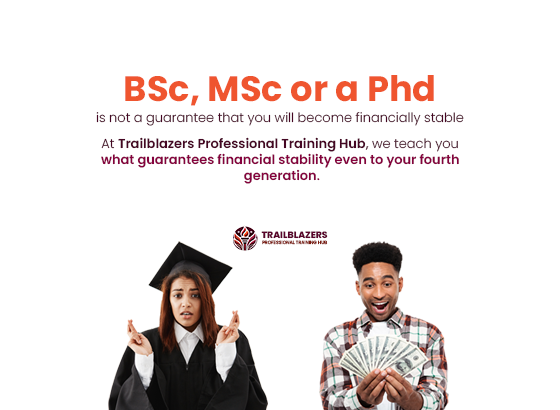 BSc, MSc or a Phd
is not a guarantee that you will become financially stable
At Trailblazers Professional Training Hub, we teach you
what guarantees financial stability even to your fourth
generation.
TRAILBLAZERS
PROFESSIONAL TRAINING HUB